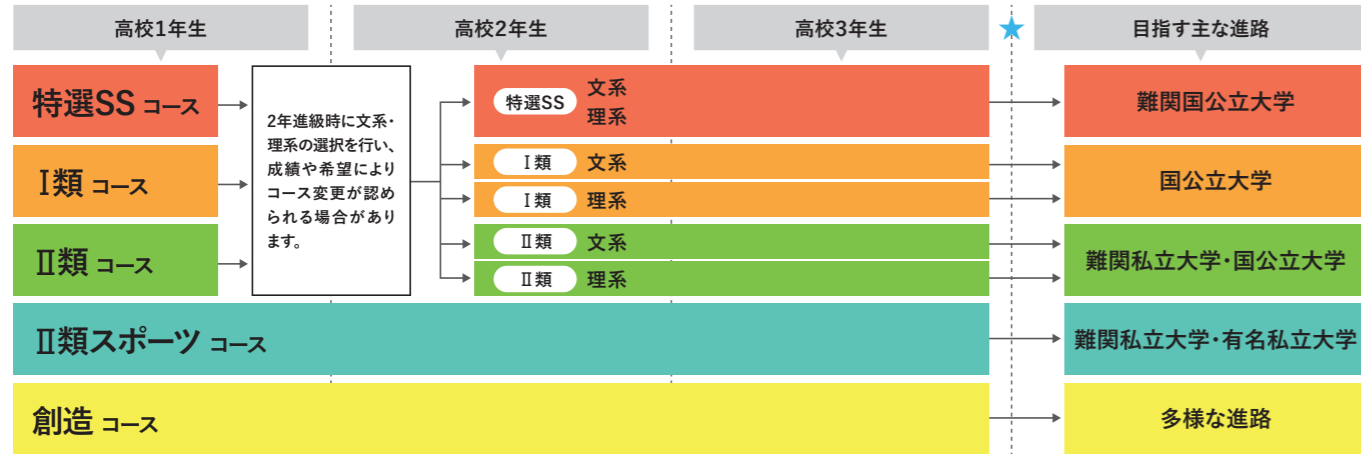 高校1年生
高校2年生
高校3年生
★
目指す主な進路
特選SS コース
Ⅰ類 コース
Ⅱ類 コース
2年進級時に文系・
理系の選択を行い、
成績や希望により
コース変更が認め
られる場合があり
ます。
特選SS
文系
理系
Ⅰ類 文系
Ⅰ類 理系
Ⅱ類 文系
Ⅱ類 理系
難関国公立大学
国公立大学
難関私立大学・国公立大学
Ⅱ類スポーツ コース
難関私立大学・有名私立大学
創造 コース
多様な進路